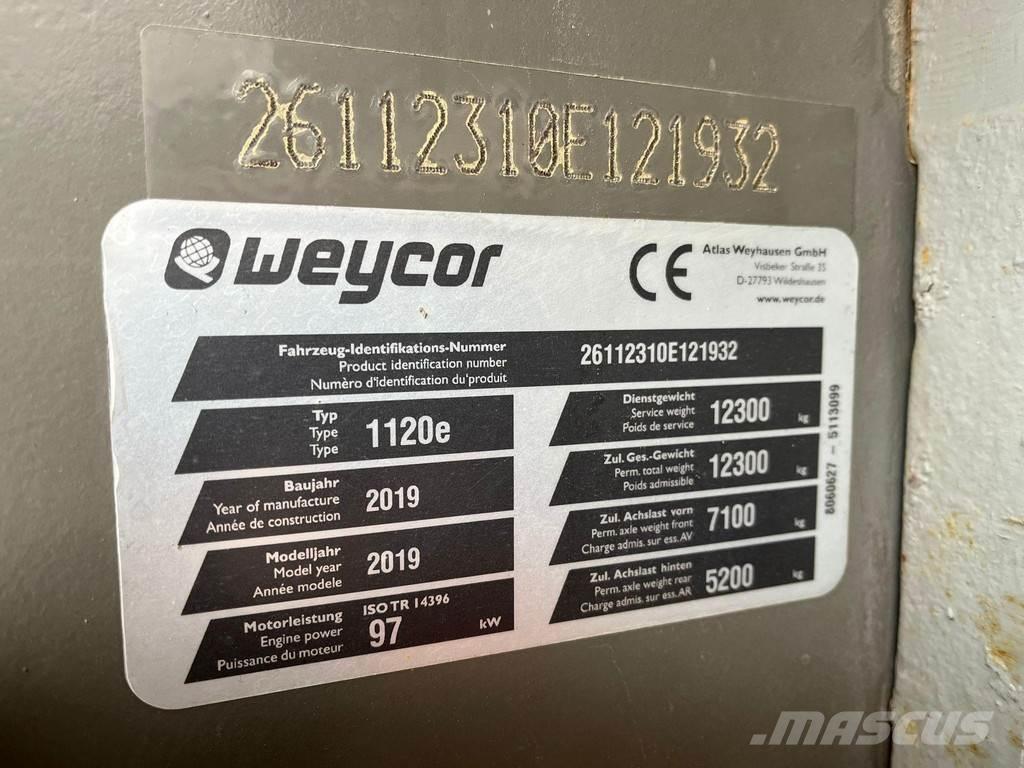 26112310E121932
weycor
CE
Atlas Weyhausen GmbH
Visbeker Straße 35
D-27793 Wildeshausen
www.weycor.de
Fahrzeug-Identifikations-Nummer
Product identification number
Numèro d'identification du produit
26112310E121932
Typ
Type
Type
1120e
Baujahr
Year of manufacture
Année de construction
2019
Modelljahr
Model year
Année modele
2019
Motorleistung
Engine power
Puissance du moteur
ISO TR 14396
97 kW
Dienstgewicht
Service weight
Poids de service
12300 kg
Zul. Ges.-Gewicht
Perm. total weight
Poids admissible
12300 kg
Zul. Achslast vorn
Perm. axle weight front
Charge admis. sur ess. AV
7100 kg
Zul. Achslast hinten
Perm. axle weight rear
Charge admis. sur ess. AR
5200 kg
8060627 - 5113099
MASCUS